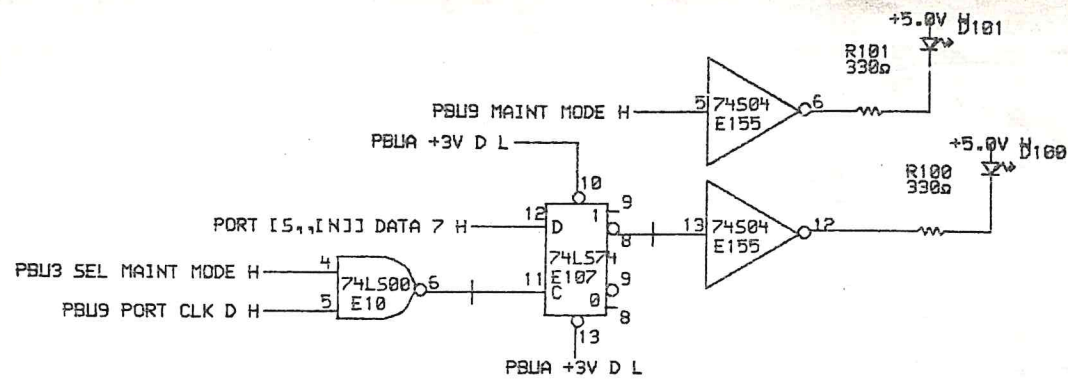 +5.0V H
D101
R101
330Ω
5
74S04
E155
6
PBU9 MAINT MODE H
PBUA +3V D L
10
+5.0V H
D100
R100
330Ω
PORT [S,,[N]] DATA 7 H
12
D
1
9
8
13
74S04
E155
12
74LS74
E107
PBU3 SEL MAINT MODE H
4
74LS00
E10
6
11
C
9
0
8
PBU9 PORT CLK D H
5
13
PBUA +3V D L